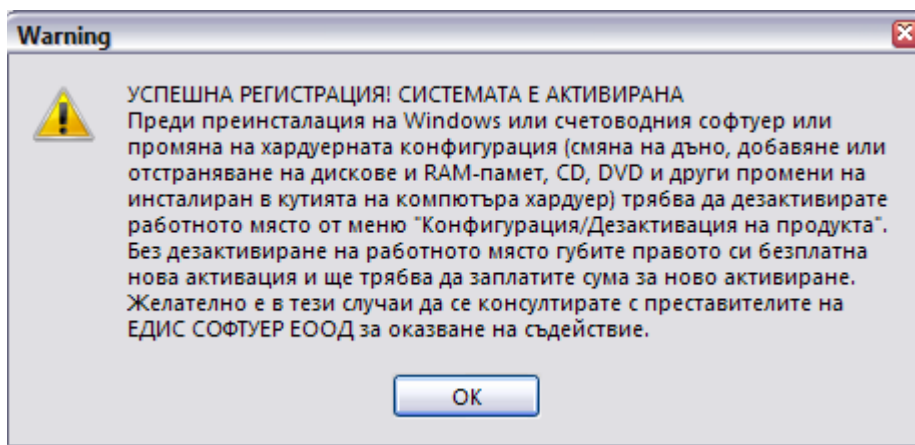 Warning
УСПЕШНА РЕГИСТРАЦИЯ! СИСТЕМАТА Е АКТИВИРАНА
Преди преинсталация на Windows или счетоводния софтуер или
промяна на хардуерната конфигурация (смяна на дъно, добавяне или
отстраняване на дискове и RAM-памет, CD, DVD и други промени на
инсталиран в кутията на компютъра хардуер) трябва да дезактивирате
работното място от меню "Конфигурация/Дезактивация на продукта".
Без дезактивиране на работното място губите правото си безплатна
нова активация и ще трябва да заплатите сума за ново активиране.
Желателно е в тези случаи да се консултирате с преставителите на
ЕДИС СОФТУЕР ЕООД за оказване на съдействие.
OK